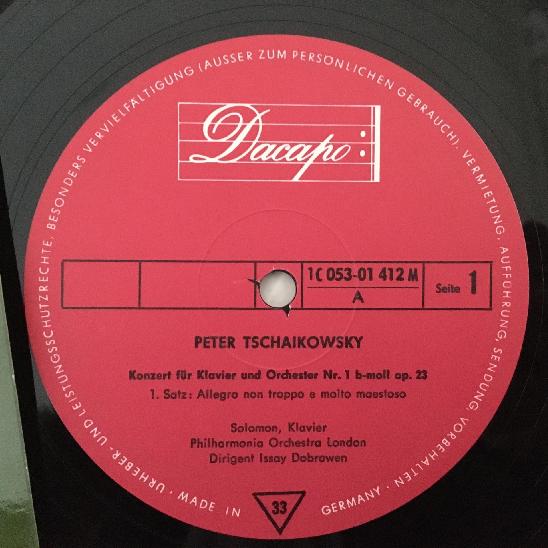 URHEBER- UND LEISTUNGSSCHUTZRECHTE, BESONDERS VERVIELFÄLTIGUNG (AUSSER ZUM PERSÖNLICHEN GEBRAUCH), VERMIETUNG, AUFFÜHRUNG, SENDUNG VORBEHALTEN · GERMANY
Dacapo
1C 053-01 412 M
A
Seite 1
PETER TSCHAIKOWSKY
Konzert für Klavier und Orchester Nr. 1 b-moll op. 23
1. Satz: Allegro non troppo e molto maestoso
Solomon, Klavier
Philharmonia Orchestra London
Dirigent Issay Dobrowen
33
MADE IN